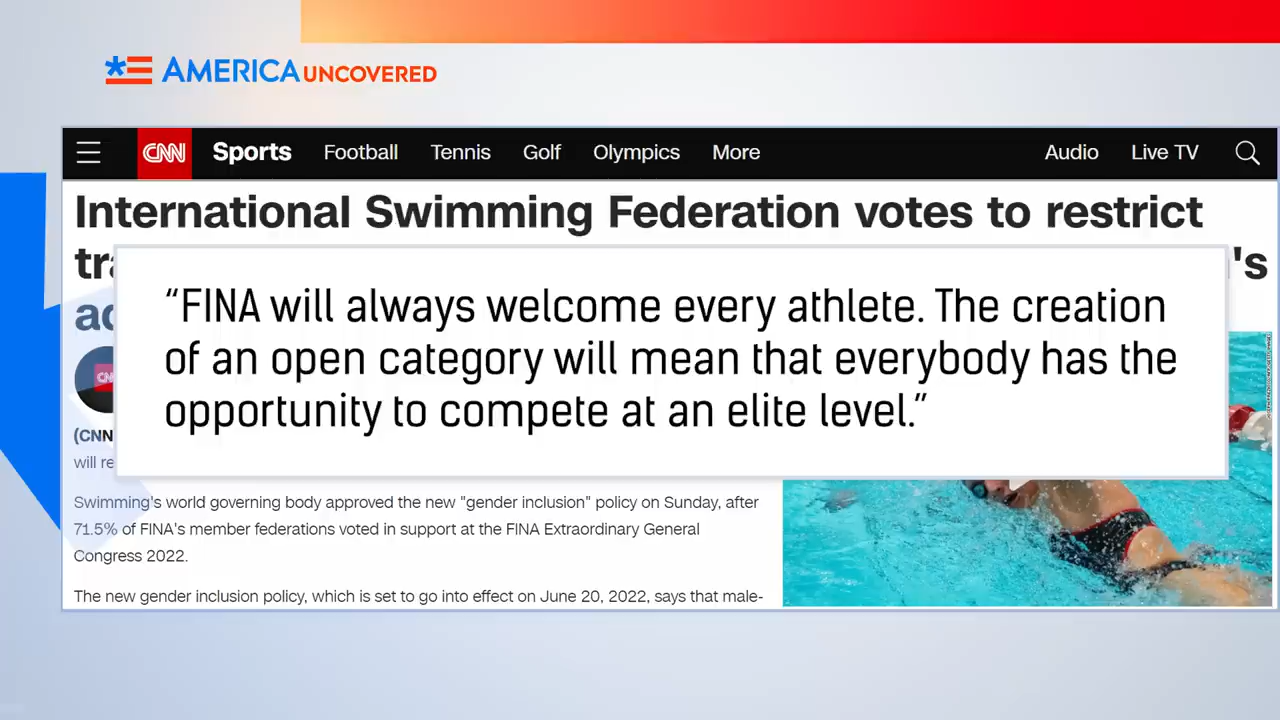 AMERICA UNCOVERED
CNN Sports Football Tennis Golf Olympics More Audio Live TV
International Swimming Federation votes to restrict
's
“FINA will always welcome every athlete. The creation
of an open category will mean that everybody has the
opportunity to compete at an elite level.”
(CNN
will re
Swimming's world governing body approved the new "gender inclusion" policy on Sunday, after
71.5% of FINA's member federations voted in support at the FINA Extraordinary General
Congress 2022.
The new gender inclusion policy, which is set to go into effect on June 20, 2022, says that male-